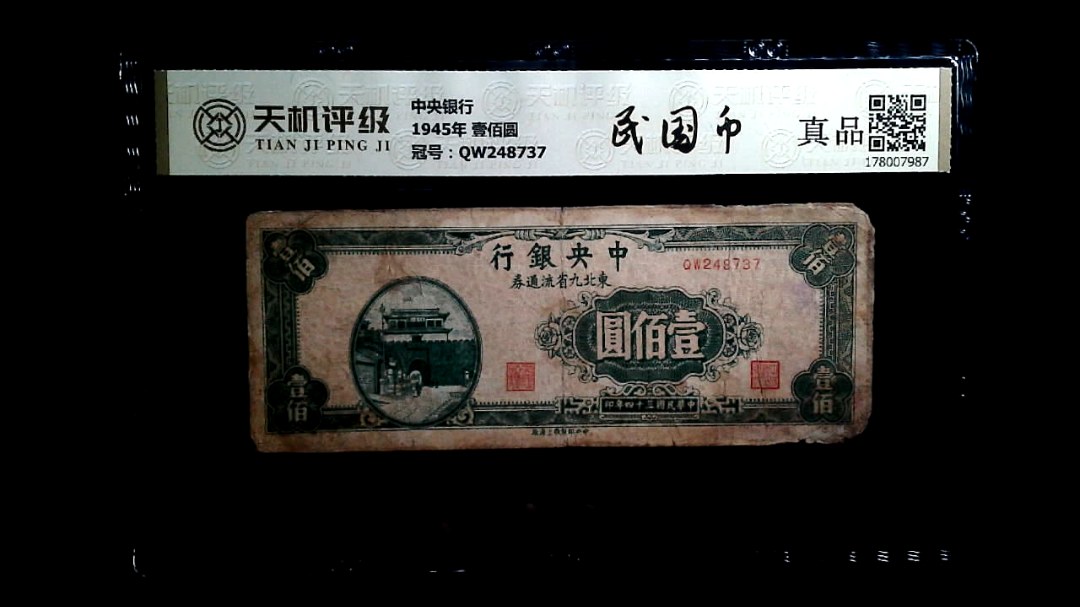 天机评级
TIAN JI PING JI
中央银行
1945年 壹佰圆
冠号：QW248737
民国币
真品
178007987
行銀央中
QW248737
券通流省九北東
圓佰壹
印年四十三國民華中
壹佰
壹佰
壹佰
壹佰